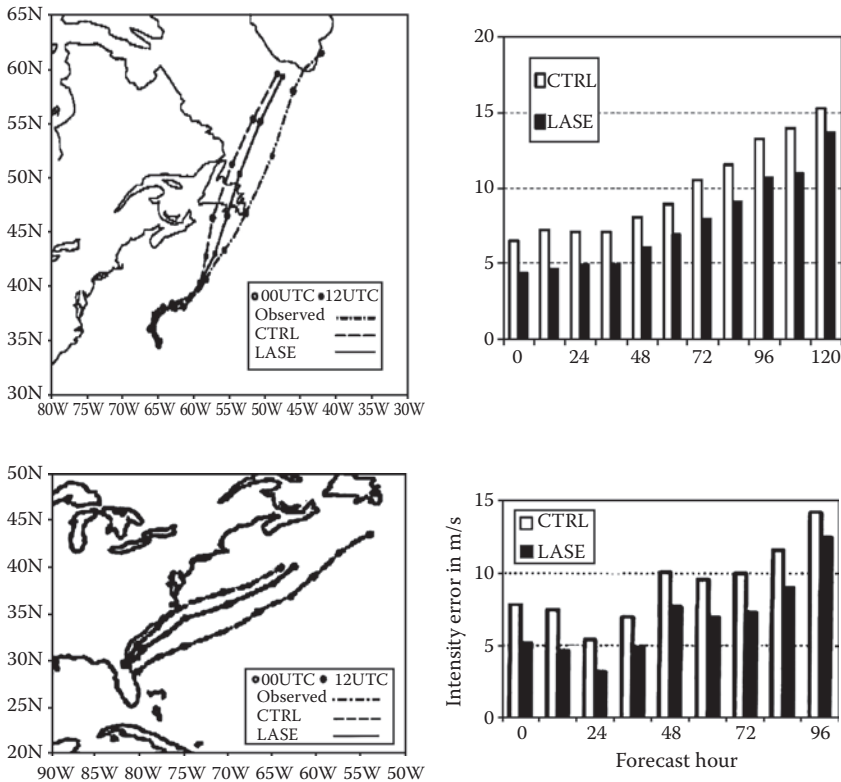 65N
60N
55N
50N
45N
40N
35N
30N
80W 75W 70W 65W 60W 55W 50W 45W 40W 35W 30W
00UTC 12UTC
Observed
CTRL
LASE
20
15
10
5
0
CTRL
LASE
0 24 48 72 96 120
50N
45N
40N
35N
30N
25N
20N
90W 85W 80W 75W 70W 65W 60W 55W 50W
00UTC 12UTC
Observed
CTRL
LASE
Intensity error in m/s
15
10
5
0
CTRL
LASE
0 24 48 72 96
Forecast hour